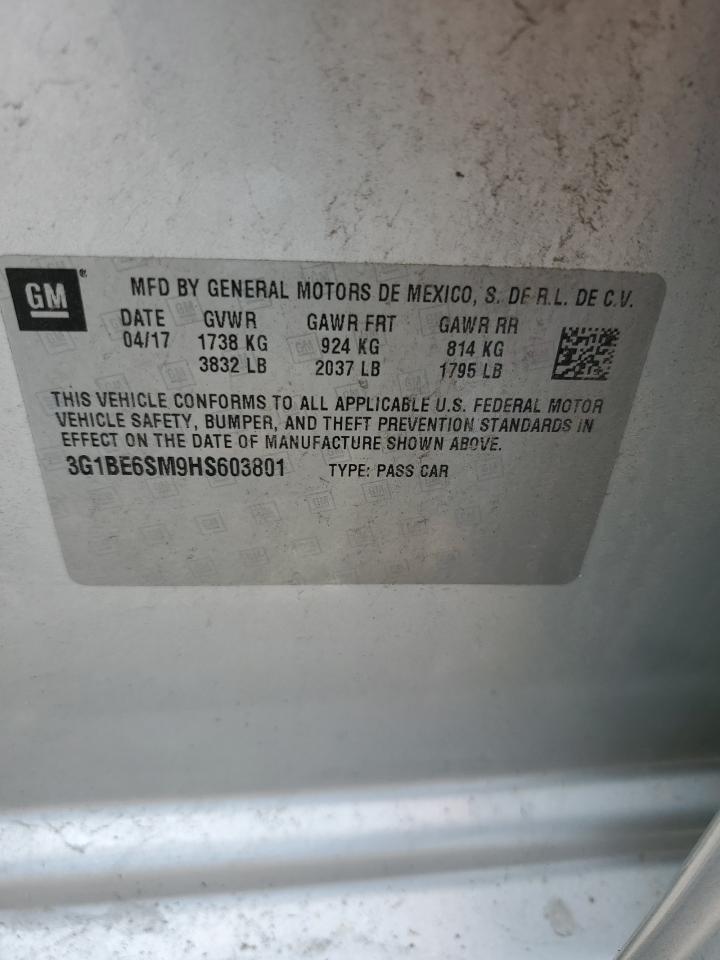 GM ®
MFD BY GENERAL MOTORS DE MEXICO, S. DE R.L. DE C.V.
DATE GVWR GAWR FRT GAWR RR
04/17 1738 KG 924 KG 814 KG
3832 LB 2037 LB 1795 LB
THIS VEHICLE CONFORMS TO ALL APPLICABLE U.S. FEDERAL MOTOR
VEHICLE SAFETY, BUMPER, AND THEFT PREVENTION STANDARDS IN
EFFECT ON THE DATE OF MANUFACTURE SHOWN ABOVE.
3G1BE6SM9HS603801 TYPE: PASS CAR